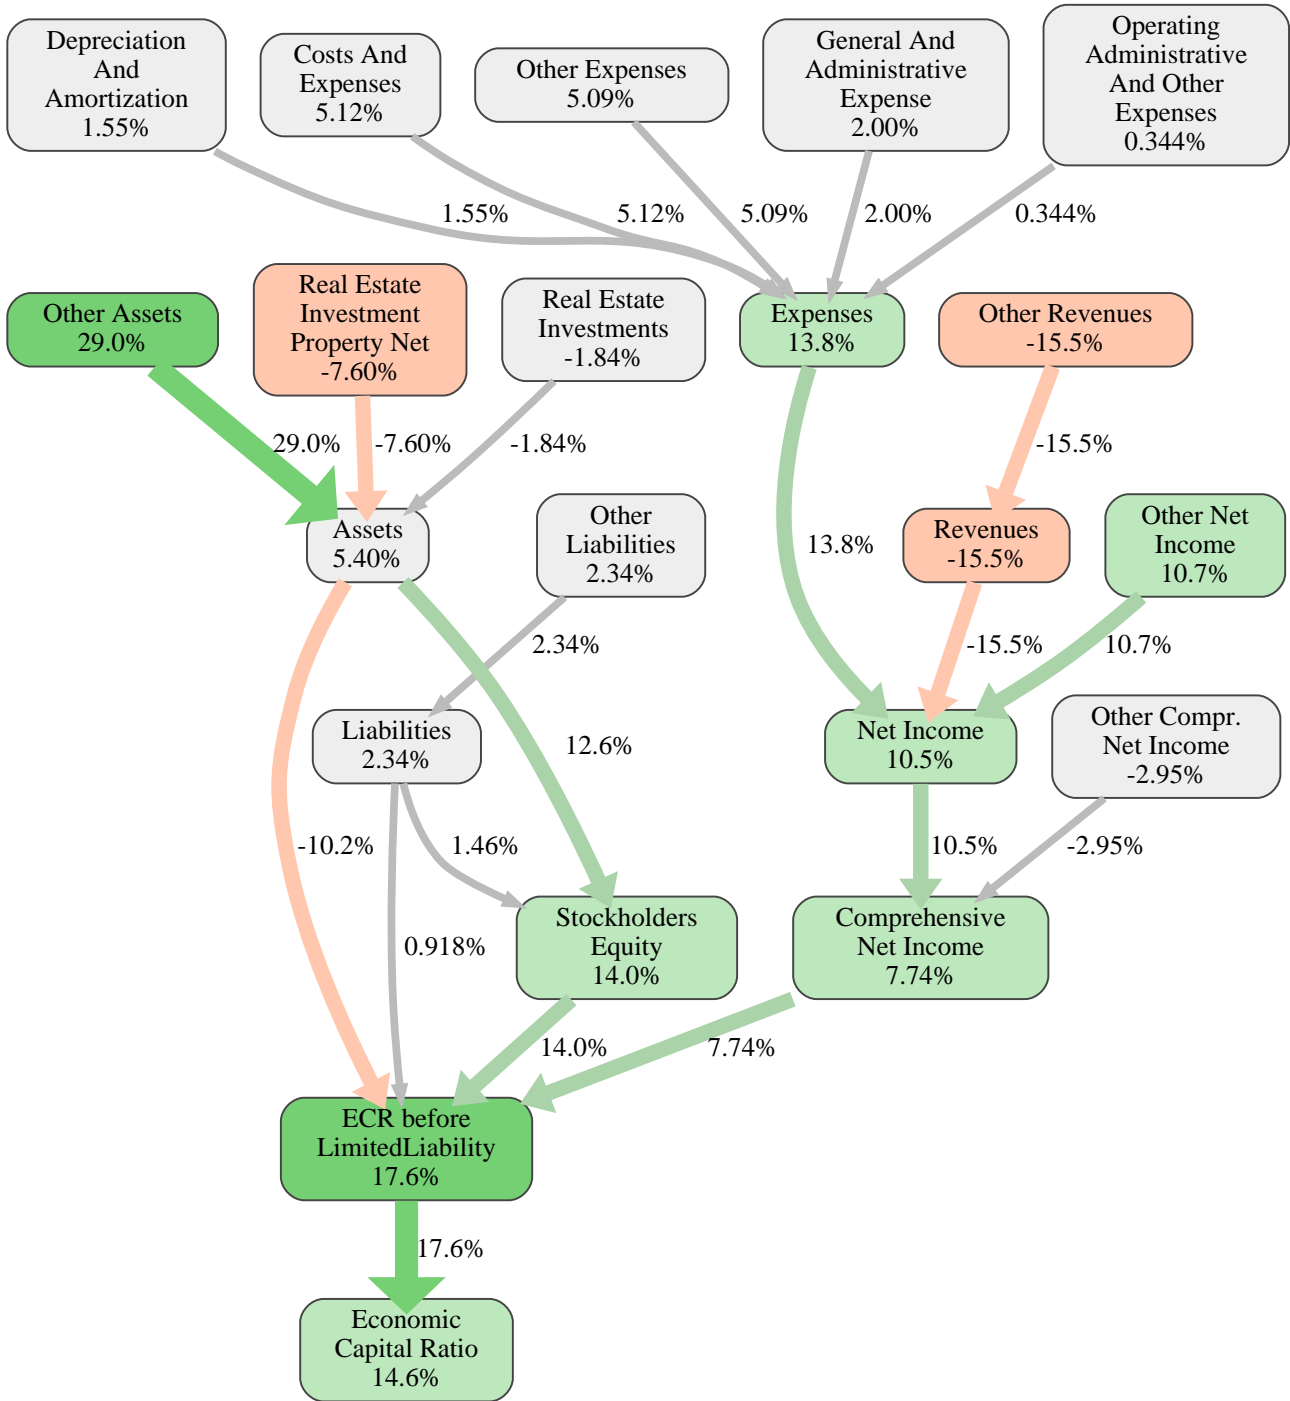 Depreciation
And
Amortization
1.55%
Costs And
Expenses
5.12%
Other Expenses
5.09%
General And
Administrative
Expense
2.00%
Operating
Administrative
And Other
Expenses
0.344%
1.55%
5.12%
5.09%
2.00%
0.344%
Other Assets
29.0%
Real Estate
Investment
Property Net
-7.60%
Real Estate
Investments
-1.84%
Expenses
13.8%
Other Revenues
-15.5%
29.0%
-7.60%
-1.84%
-15.5%
Assets
5.40%
Other
Liabilities
2.34%
13.8%
Revenues
-15.5%
Other Net
Income
10.7%
2.34%
-15.5%
10.7%
Liabilities
2.34%
12.6%
Net Income
10.5%
Other Compr.
Net Income
-2.95%
-10.2%
1.46%
10.5%
-2.95%
0.918%
Stockholders
Equity
14.0%
Comprehensive
Net Income
7.74%
14.0%
7.74%
ECR before
LimitedLiability
17.6%
17.6%
Economic
Capital Ratio
14.6%